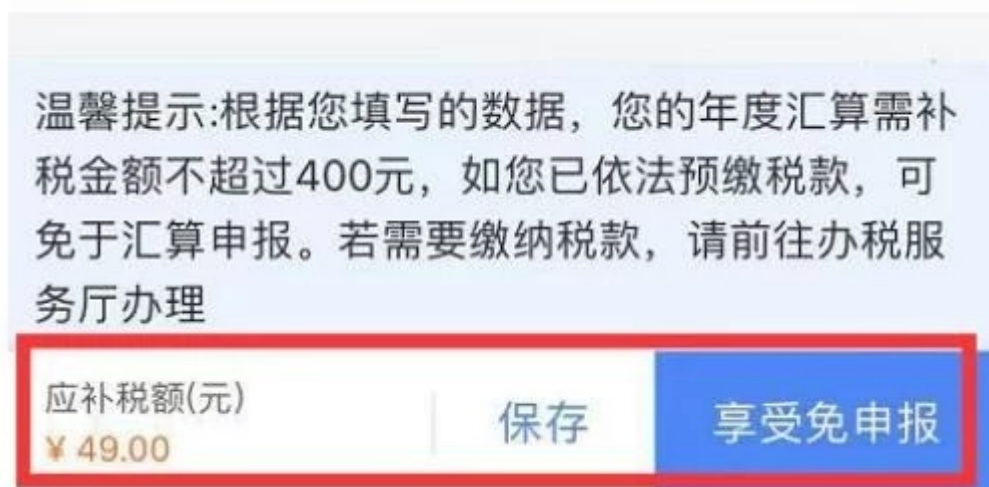 温馨提示:根据您填写的数据，您的年度汇算需补
税金额不超过400元，如您已依法预缴税款，可
免于汇算申报。若需要缴纳税款，请前往办税服
务厅办理
应补税额(元)
¥ 49.00
保存
享受免申报